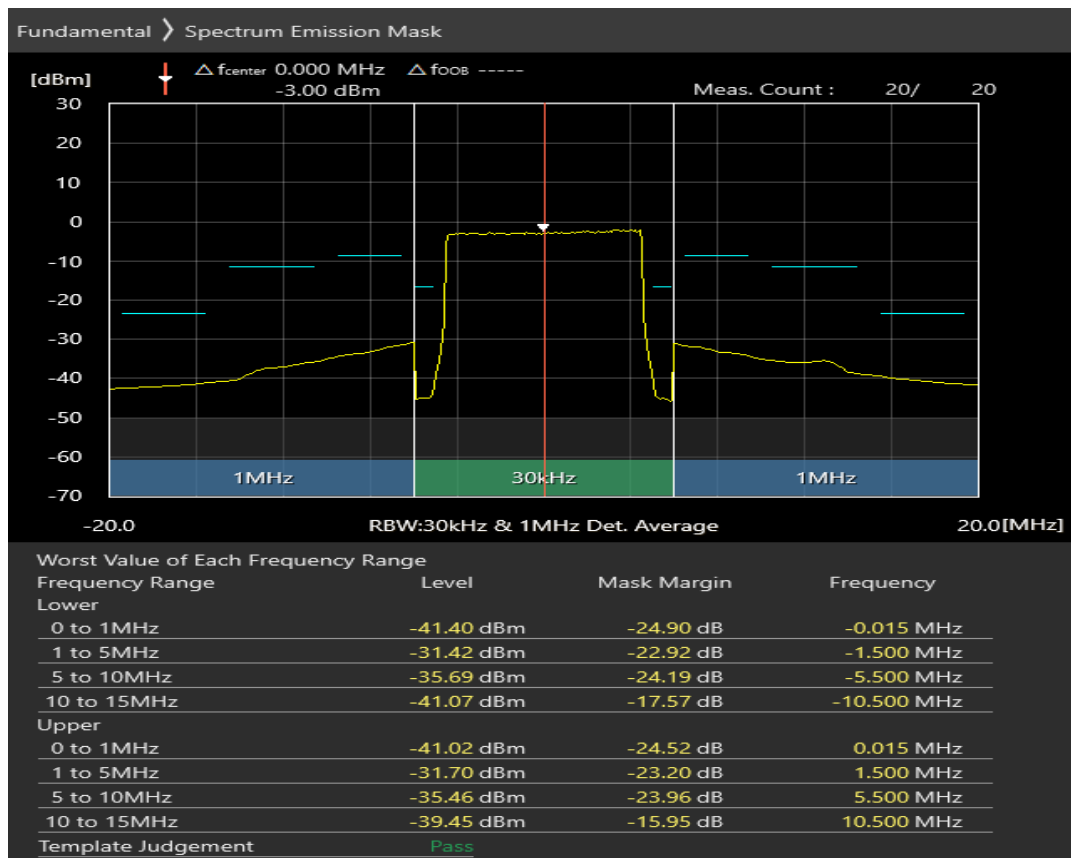 Fundamental ❯ Spectrum Emission Mask
[dBm] △ fcenter 0.000 MHz △ fOOB -----
-3.00 dBm Meas. Count : 20/ 20
30
20
10
0
-10
-20
-30
-40
-50
-60
1MHz 30kHz 1MHz
-70
-20.0 RBW:30kHz & 1MHz Det. Average 20.0[MHz]
Worst Value of Each Frequency Range
Frequency Range Level Mask Margin Frequency
Lower
0 to 1MHz -41.40 dBm -24.90 dB -0.015 MHz
1 to 5MHz -31.42 dBm -22.92 dB -1.500 MHz
5 to 10MHz -35.69 dBm -24.19 dB -5.500 MHz
10 to 15MHz -41.07 dBm -17.57 dB -10.500 MHz
Upper
0 to 1MHz -41.02 dBm -24.52 dB 0.015 MHz
1 to 5MHz -31.70 dBm -23.20 dB 1.500 MHz
5 to 10MHz -35.46 dBm -23.96 dB 5.500 MHz
10 to 15MHz -39.45 dBm -15.95 dB 10.500 MHz
Template Judgement Pass